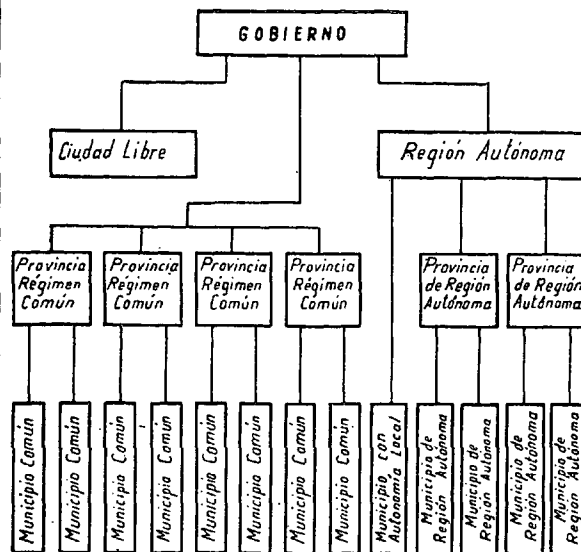 GOBIERNO
Ciudad Libre
Región Autónoma
Provincia
Régimen
Común
Provincia
Régimen
Común
Provincia
Régimen
Común
Provincia
Régimen
Común
Provincia
de Región
Autónoma
Provincia
de Región
Autónoma
Municipio Común
Municipio Común
Municipio Común
Municipio Común
Municipio Común
Municipio Común
Municipio Común
Municipio Común
Municipio con
Autonomía Local
Municipio de
Región Autónoma
Municipio de
Región Autónoma
Municipio de
Región Autónoma
Municipio de
Región Autónoma